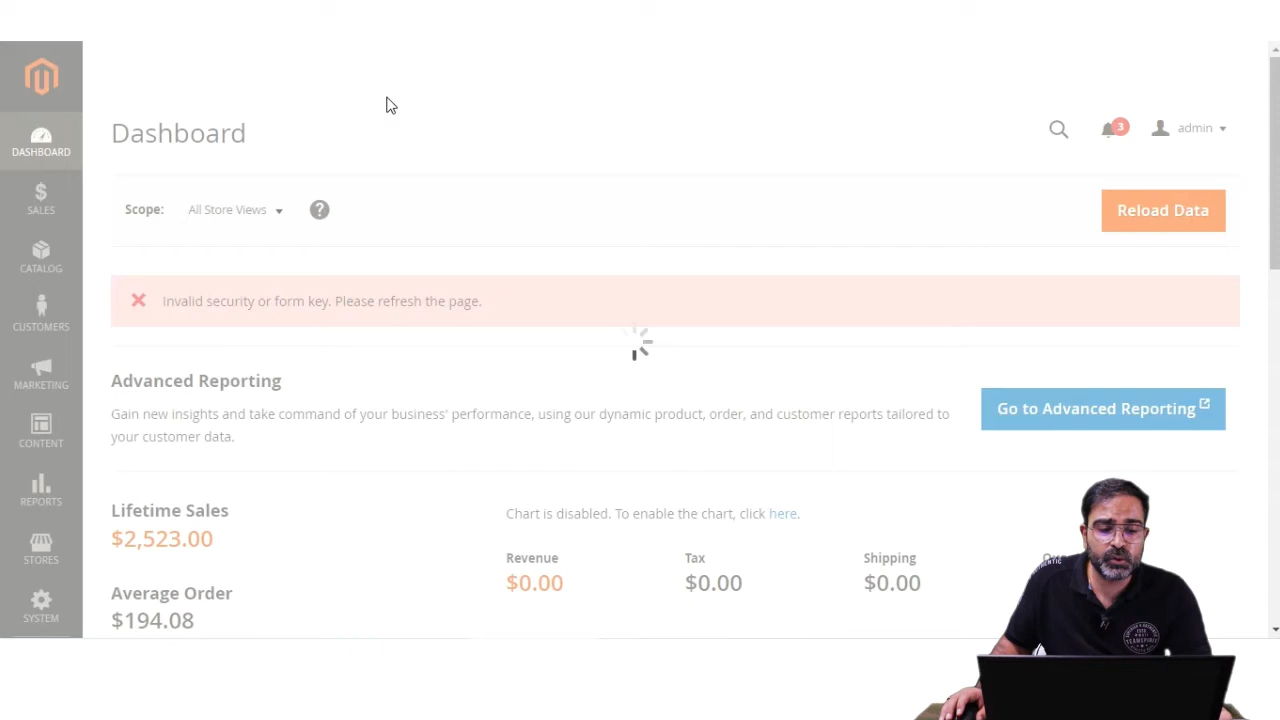 Dashboard
3
admin
DASHBOARD
SALES
CATALOG
CUSTOMERS
MARKETING
CONTENT
REPORTS
STORES
SYSTEM
Scope:
All Store Views
?
Reload Data
Invalid security or form key. Please refresh the page.
Advanced Reporting
Gain new insights and take command of your business' performance, using our dynamic product, order, and customer reports tailored to
your customer data.
Go to Advanced Reporting
Lifetime Sales
$2,523.00
Chart is disabled. To enable the chart, click here.
Revenue
$0.00
Tax
$0.00
Shipping
$0.00
Average Order
$194.08